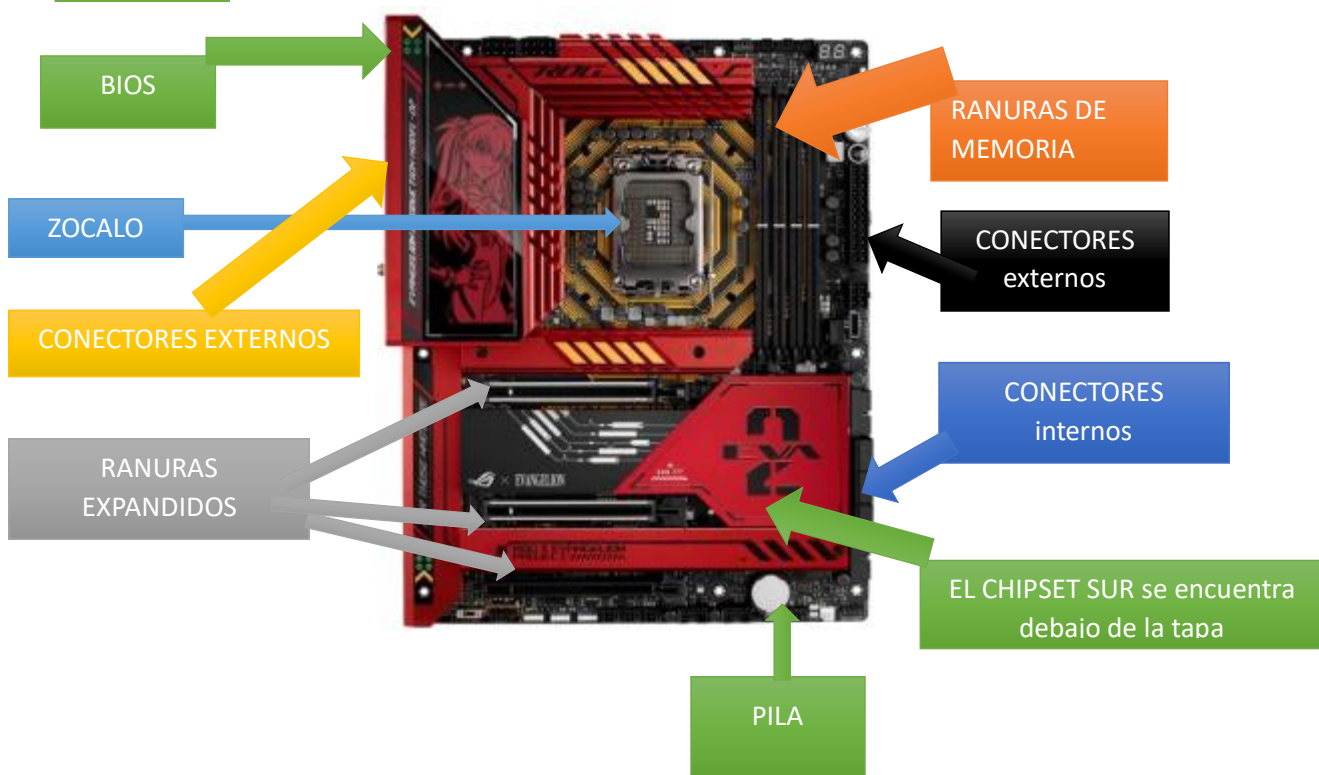 BIOS
RANURAS DE
MEMORIA
ZOCALO
CONECTORES
externos
CONECTORES EXTERNOS
CONECTORES
internos
RANURAS
EXPANDIDOS
EVANGELION
EL CHIPSET SUR se encuentra
debajo de la tapa
PILA